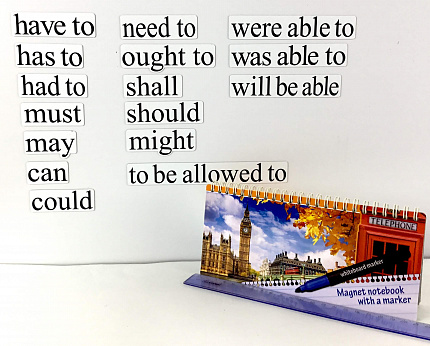 have to
has to
had to
must
may
can
could
need to
ought to
shall
should
might
to be allowed to
were able to
was able to
will be able
TELEPHONE
whiteboard marker
Magnet notebook
with a marker